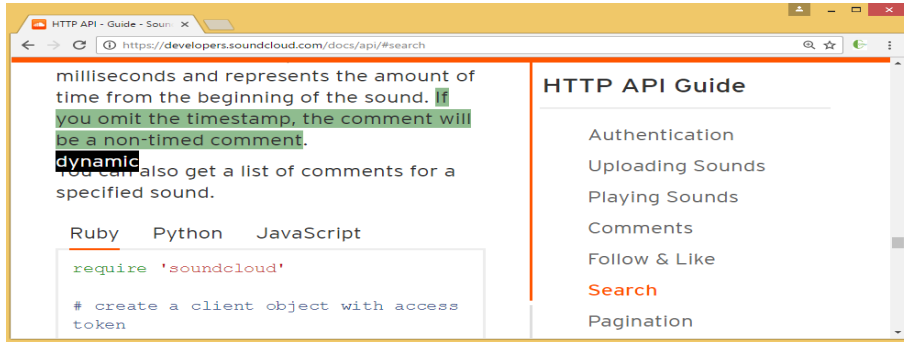 HTTP API - Guide - Soun
https://developers.soundcloud.com/docs/api/#search
milliseconds and represents the amount of
time from the beginning of the sound. If
you omit the timestamp, the comment will
be a non-timed comment.
dynamic
You can also get a list of comments for a
specified sound.
Ruby Python JavaScript
require 'soundcloud'
# create a client object with access
token
HTTP API Guide
Authentication
Uploading Sounds
Playing Sounds
Comments
Follow & Like
Search
Pagination